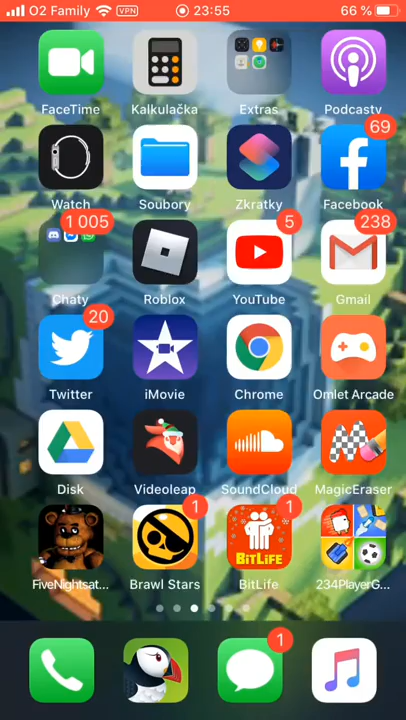 O2 Family VPN 23:55 66 %
FaceTime Kalkulačka Extras Podcasty
69
Watch Soubory Zkratky Facebook
1 005 5 238
Chaty Roblox YouTube Gmail
20
Twitter iMovie Chrome Omlet Arcade
Disk Videoleap SoundCloud MagicEraser
1 1
BITLIFE
FiveNightsat... Brawl Stars BitLife 234PlayerG...
1